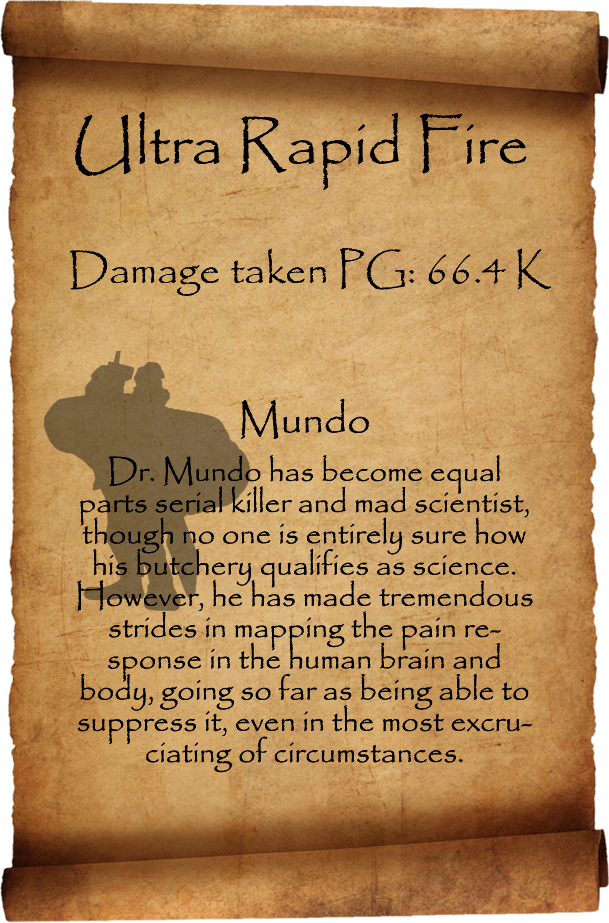 Ultra Rapid Fire
Damage taken PG: 66.4 K
Mundo
Dr. Mundo has become equal
parts serial killer and mad scientist,
though no one is entirely sure how
his butchery qualifies as science.
However, he has made tremendous
strides in mapping the pain re-
sponse in the human brain and
body, going so far as being able to
suppress it, even in the most excru-
ciating of circumstances.